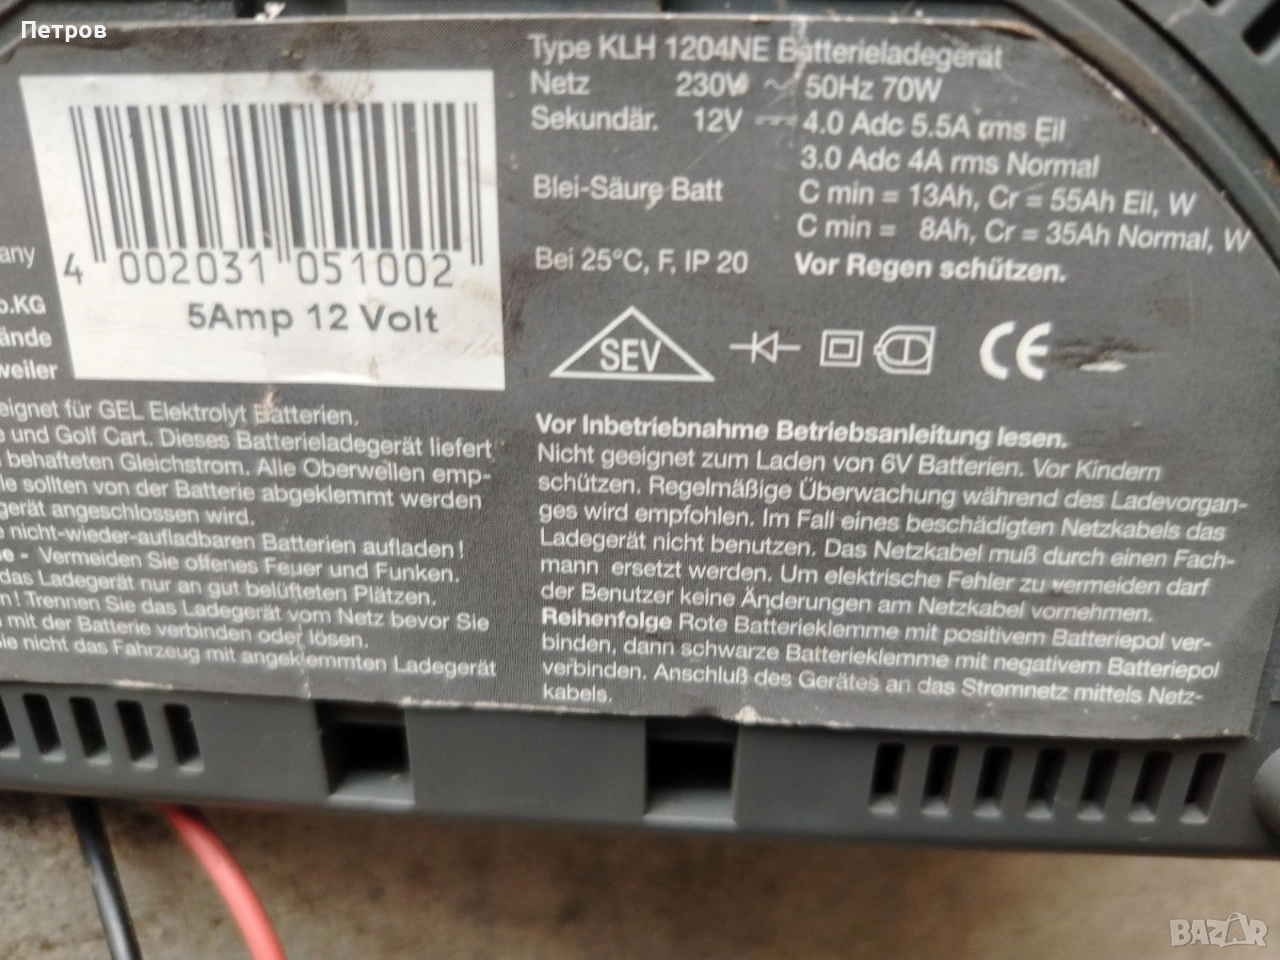 Петров
Type KLH 1204NE Batterieladegerät
Netz 230V ~ 50Hz 70W
Sekundär. 12V 4.0 Adc 5.5A rms Eil
3.0 Adc 4A rms Normal
Blei-Säure Batt C min = 13Ah, Cr = 55Ah Eil, W
C min = 8Ah, Cr = 35Ah Normal, W
Bei 25°C, F, IP 20 Vor Regen schützen.
4 002031 051002
5Amp 12 Volt
any
o.KG
ände
weiler
SEV
CE
eignet für GEL Elektrolyt Batterien.
e und Golf Cart. Dieses Batterieladegerät liefert
behafteten Gleichstrom. Alle Oberwellen emp-
le sollten von der Batterie abgeklemmt werden
gerät angeschlossen wird.
e nicht-wieder-aufladbaren Batterien aufladen!
se - Vermeiden Sie offenes Feuer und Funken.
das Ladegerät nur an gut belüfteten Plätzen.
n! Trennen Sie das Ladegerät vom Netz bevor Sie
mit der Batterie verbinden oder lösen.
ie nicht das Fahrzeug mit angeklemmten Ladegerät
Vor Inbetriebnahme Betriebsanleitung lesen.
Nicht geeignet zum Laden von 6V Batterien. Vor Kindern
schützen. Regelmäßige Überwachung während des Ladevorgan-
ges wird empfohlen. Im Fall eines beschädigten Netzkabels das
Ladegerät nicht benutzen. Das Netzkabel muß durch einen Fach-
mann ersetzt werden. Um elektrische Fehler zu vermeiden darf
der Benutzer keine Änderungen am Netzkabel vornehmen.
Reihenfolge Rote Batterieklemme mit positivem Batteriepol ver-
binden, dann schwarze Batterieklemme mit negativem Batteriepol
verbinden. Anschluß des Gerätes an das Stromnetz mittels Netz-
kabels.
BAZAR